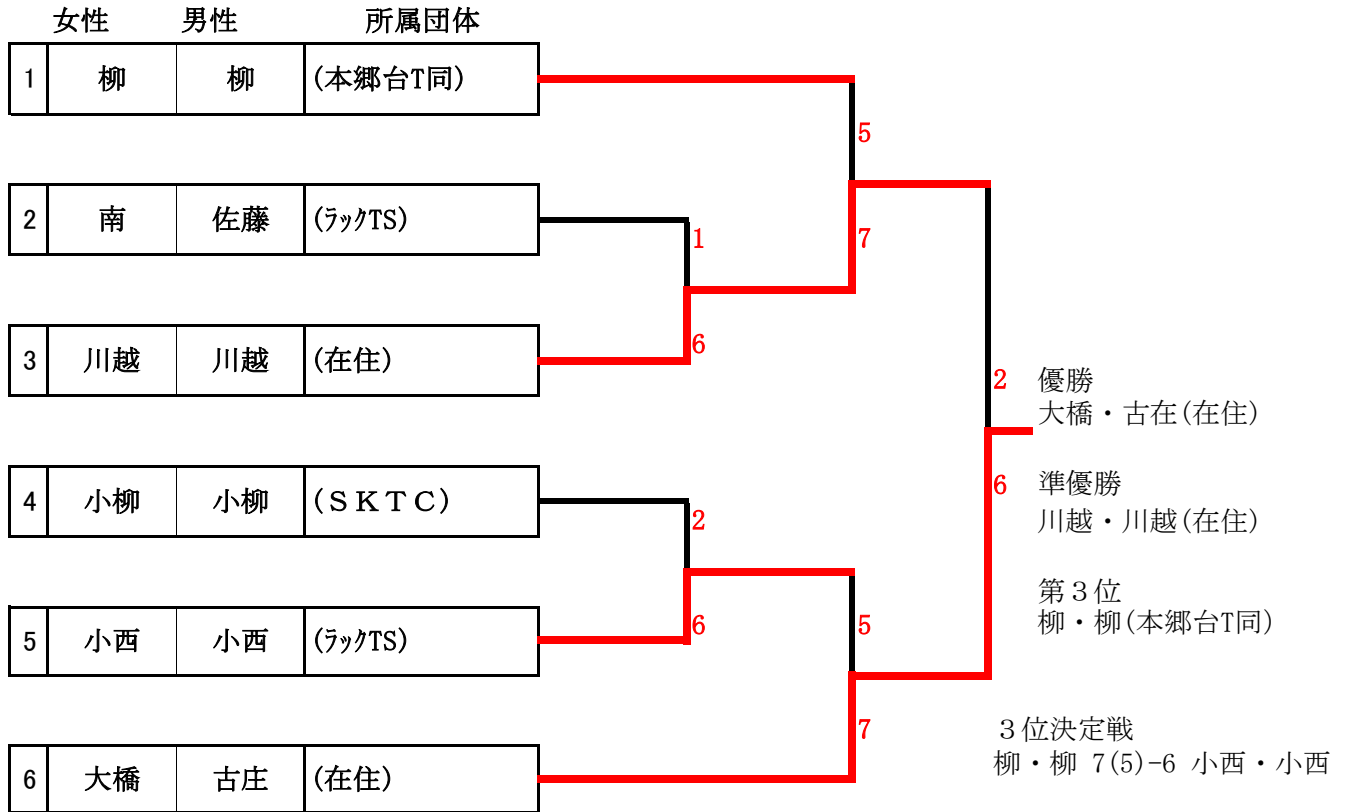 女性 男性 所属団体
1 柳 柳 (本郷台T同)
5
2 南 佐藤 (ﾗｯｸTS)
1
7
3 川越 川越 (在住)
6
2 優勝
大橋・古在(在住)
4 小柳 小柳 (ＳＫＴＣ)
6 準優勝
川越・川越(在住)
2
第３位
柳・柳(本郷台T同)
5 小西 小西 (ﾗｯｸTS)
6
5
7
３位決定戦
柳・柳 7(5)-6 小西・小西
6 大橋 古庄 (在住)